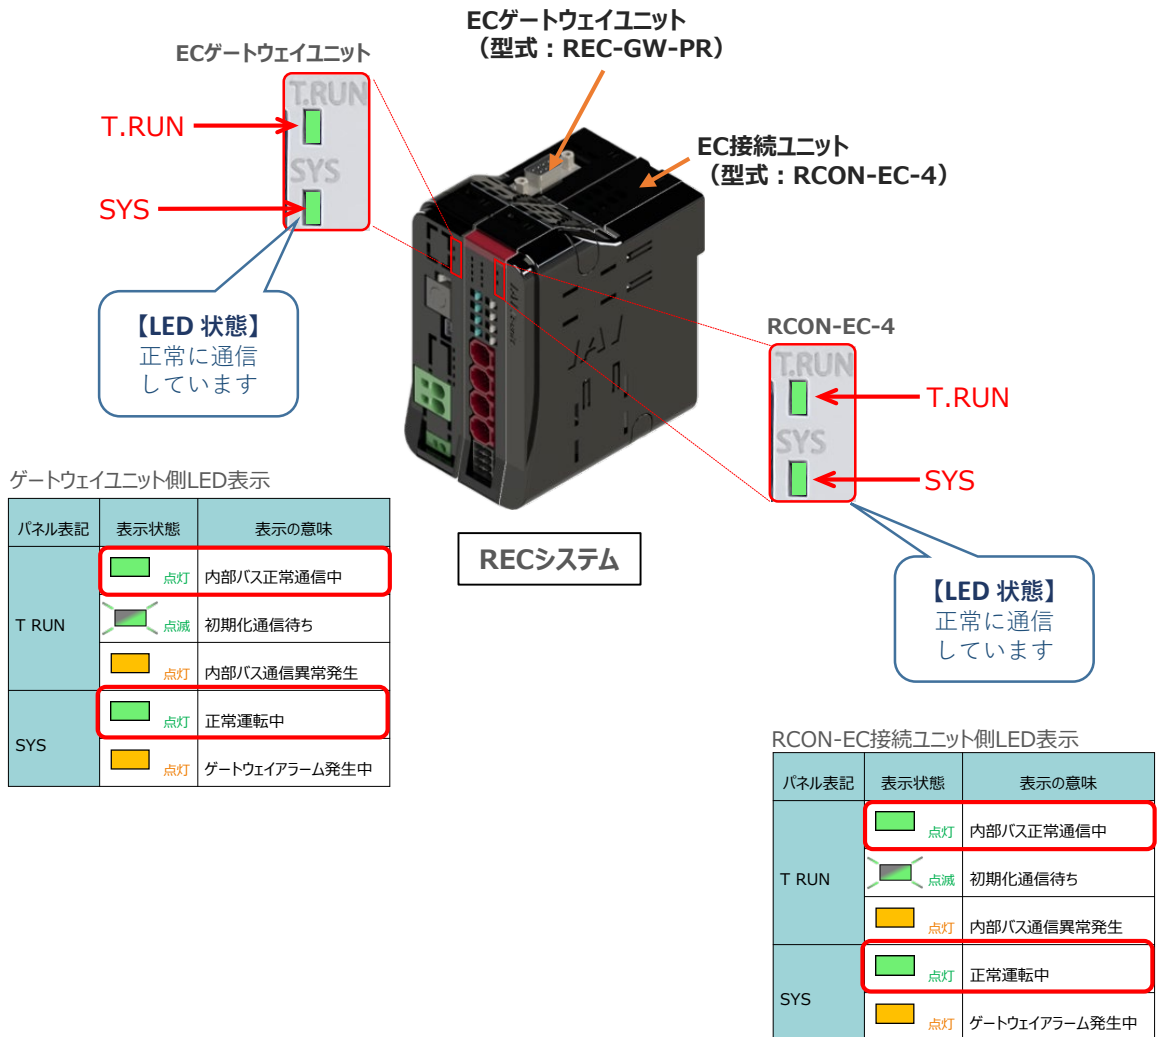 ECゲートウェイユニット
（型式：REC-GW-PR）
ECゲートウェイユニット
T.RUN
SYS
T.RUN
SYS
EC接続ユニット
（型式：RCON-EC-4）
【LED 状態】
正常に通信
しています
RCON-EC-4
T.RUN
SYS
T.RUN
SYS
RECシステム
【LED 状態】
正常に通信
しています
ゲートウェイユニット側LED表示
パネル表記 表示状態 表示の意味
T RUN
点灯 内部バス正常通信中
点滅 初期化通信待ち
点灯 内部バス通信異常発生
SYS
点灯 正常運転中
点灯 ゲートウェイアラーム発生中
RCON-EC接続ユニット側LED表示
パネル表記 表示状態 表示の意味
T RUN
点灯 内部バス正常通信中
点滅 初期化通信待ち
点灯 内部バス通信異常発生
SYS
点灯 正常運転中
点灯 ゲートウェイアラーム発生中